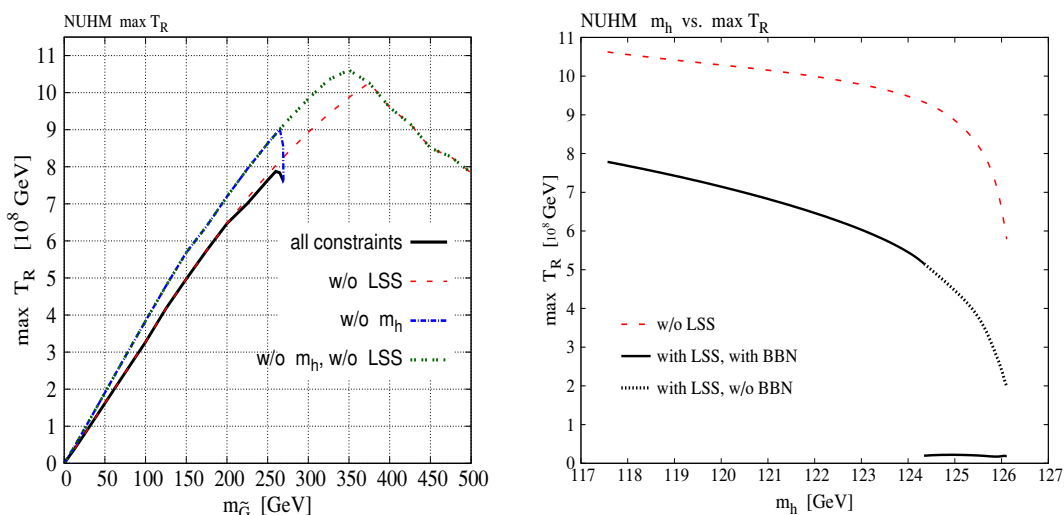 NUHM max T_R
max T_R [10^8 GeV]
11
10
9
8
7
6
5
4
3
2
1
0
all constraints
w/o LSS
w/o m_h
w/o m_h, w/o LSS
0 50 100 150 200 250 300 350 400 450 500
m_G̃ [GeV]
NUHM m_h vs. max T_R
max T_R [10^8 GeV]
11
10
9
8
7
6
5
4
3
2
1
0
w/o LSS
with LSS, with BBN
with LSS, w/o BBN
117 118 119 120 121 122 123 124 125 126 127
m_h [GeV]